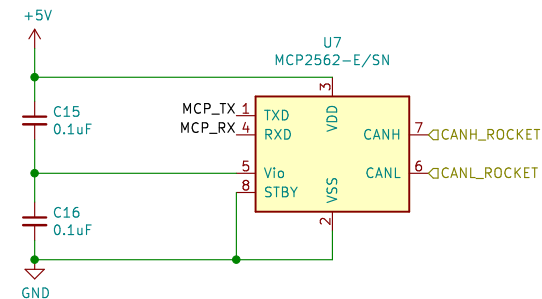 +5V
U7
MCP2562-E/SN
3
MCP_TX 1 TXD
VDD
C15
0.1uF
MCP_RX 4 RXD
CANH 7 CANH_ROCKET
5 Vio
CANL 6 CANL_ROCKET
8 STBY
VSS
C16
0.1uF
2
GND